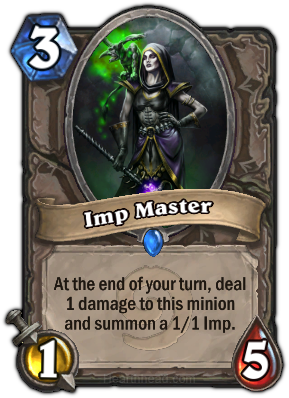 3
Imp Master
At the end of your turn, deal
1 damage to this minion
and summon a 1/1 Imp.
1
5